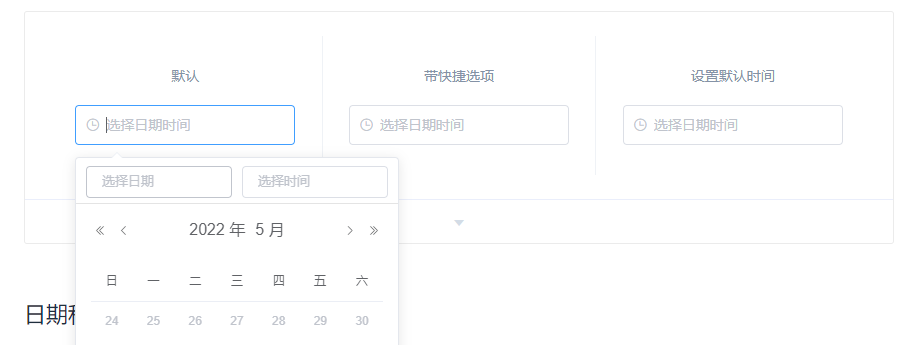 默认
带快捷选项
设置默认时间
选择日期时间
选择日期时间
选择日期时间
选择日期
选择时间
2022 年 5 月
日 一 二 三 四 五 六
24 25 26 27 28 29 30
日期